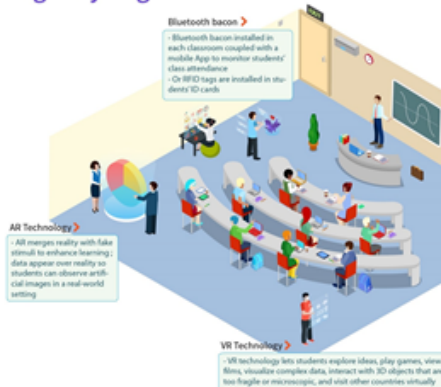 Bluetooth bacon >
- Bluetooth bacon installed in
each classroom coupled with a
mobile App to monitor students'
class attendance
- Or RFID tags are installed in stu-
dents' ID cards
AR Technology >
- AR merges reality with fake
stimuli to enhance learning;
data appear over reality so
students can observe artifi-
cial images in a real-world
setting
VR Technology >
- VR technology lets students explore ideas, play games, view
films, visualize complex data, interact with 3D objects that are
too fragile or microscopic, and visit other countries virtually